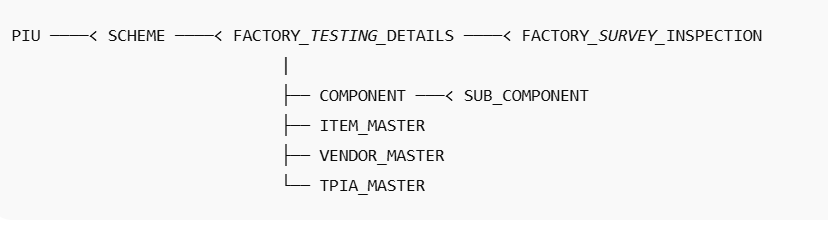 PIU ────< SCHEME ────< FACTORY_TESTING_DETAILS ────< FACTORY_SURVEY_INSPECTION
│
├── COMPONENT ───< SUB_COMPONENT
├── ITEM_MASTER
├── VENDOR_MASTER
└── TPIA_MASTER